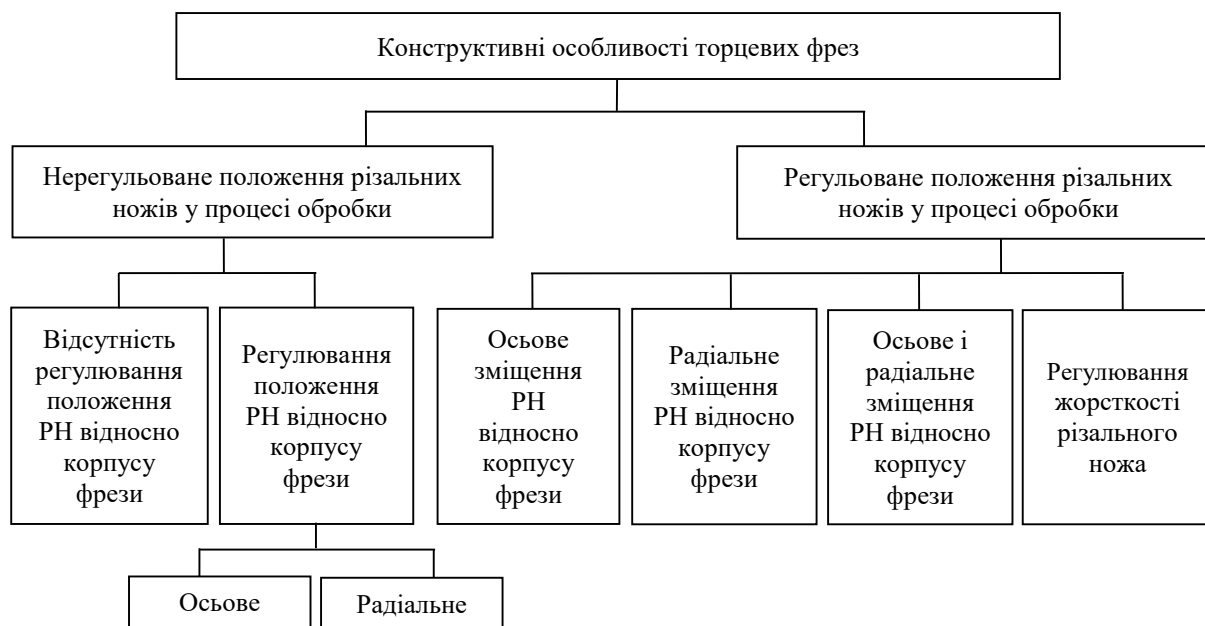 Конструктивні особливості торцевих фрез
Нерегульоване положення різальних
ножів у процесі обробки
Регульоване положення різальних
ножів у процесі обробки
Відсутність
регулювання
положення
РН відносно
корпусу
фрези
Регулювання
положення
РН відносно
корпусу
фрези
Осьове
зміщення
РН
відносно
корпусу
фрези
Радіальне
зміщення
РН відносно
корпусу
фрези
Осьове і
радіальне
зміщення
РН відносно
корпусу
фрези
Регулювання
жорсткості
різального
ножа
Осьове
Радіальне